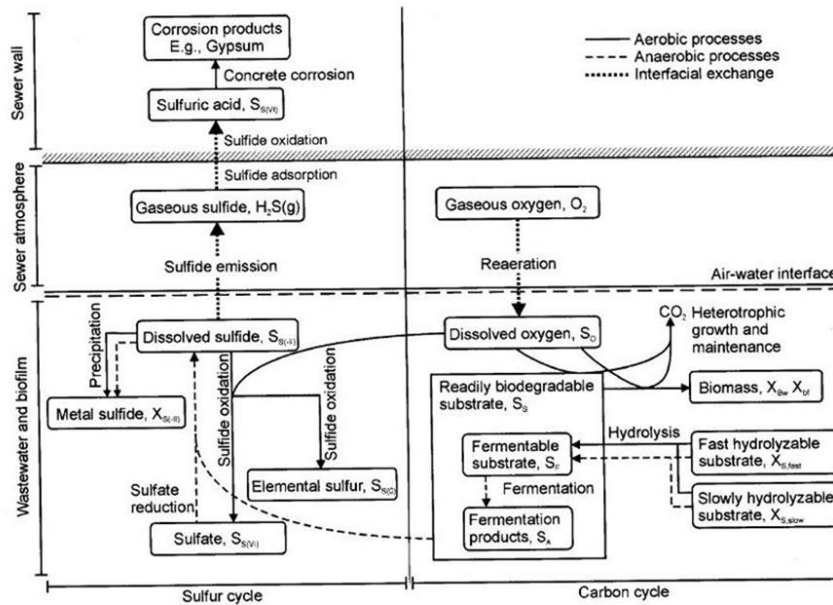 Sewer wall
Corrosion products
E.g., Gypsum
Concrete corrosion
Sulfuric acid, S_S(VI)
Sulfide oxidation
Aerobic processes
Anaerobic processes
Interfacial exchange
Sewer atmosphere
Sulfide adsorption
Gaseous sulfide, H₂S(g)
Sulfide emission
Gaseous oxygen, O₂
Reaeration
Air-water interface
Wastewater and biofilm
Precipitation
Dissolved sulfide, S_S(-II)
Metal sulfide, X_S(-II)
Sulfide oxidation
Sulfide oxidation
Elemental sulfur, S_S(0)
Sulfate
reduction
Sulfate, S_S(VI)
Dissolved oxygen, S_O
CO₂ Heterotrophic
growth and
maintenance
Readily biodegradable
substrate, S_S
Biomass, X_Bw X_bf
Hydrolysis
Fermentable
substrate, S_F
Fermentation
Fermentation
products, S_A
Fast hydrolyzable
substrate, X_S,fast
Slowly hydrolyzable
substrate, X_S,slow
Sulfur cycle
Carbon cycle